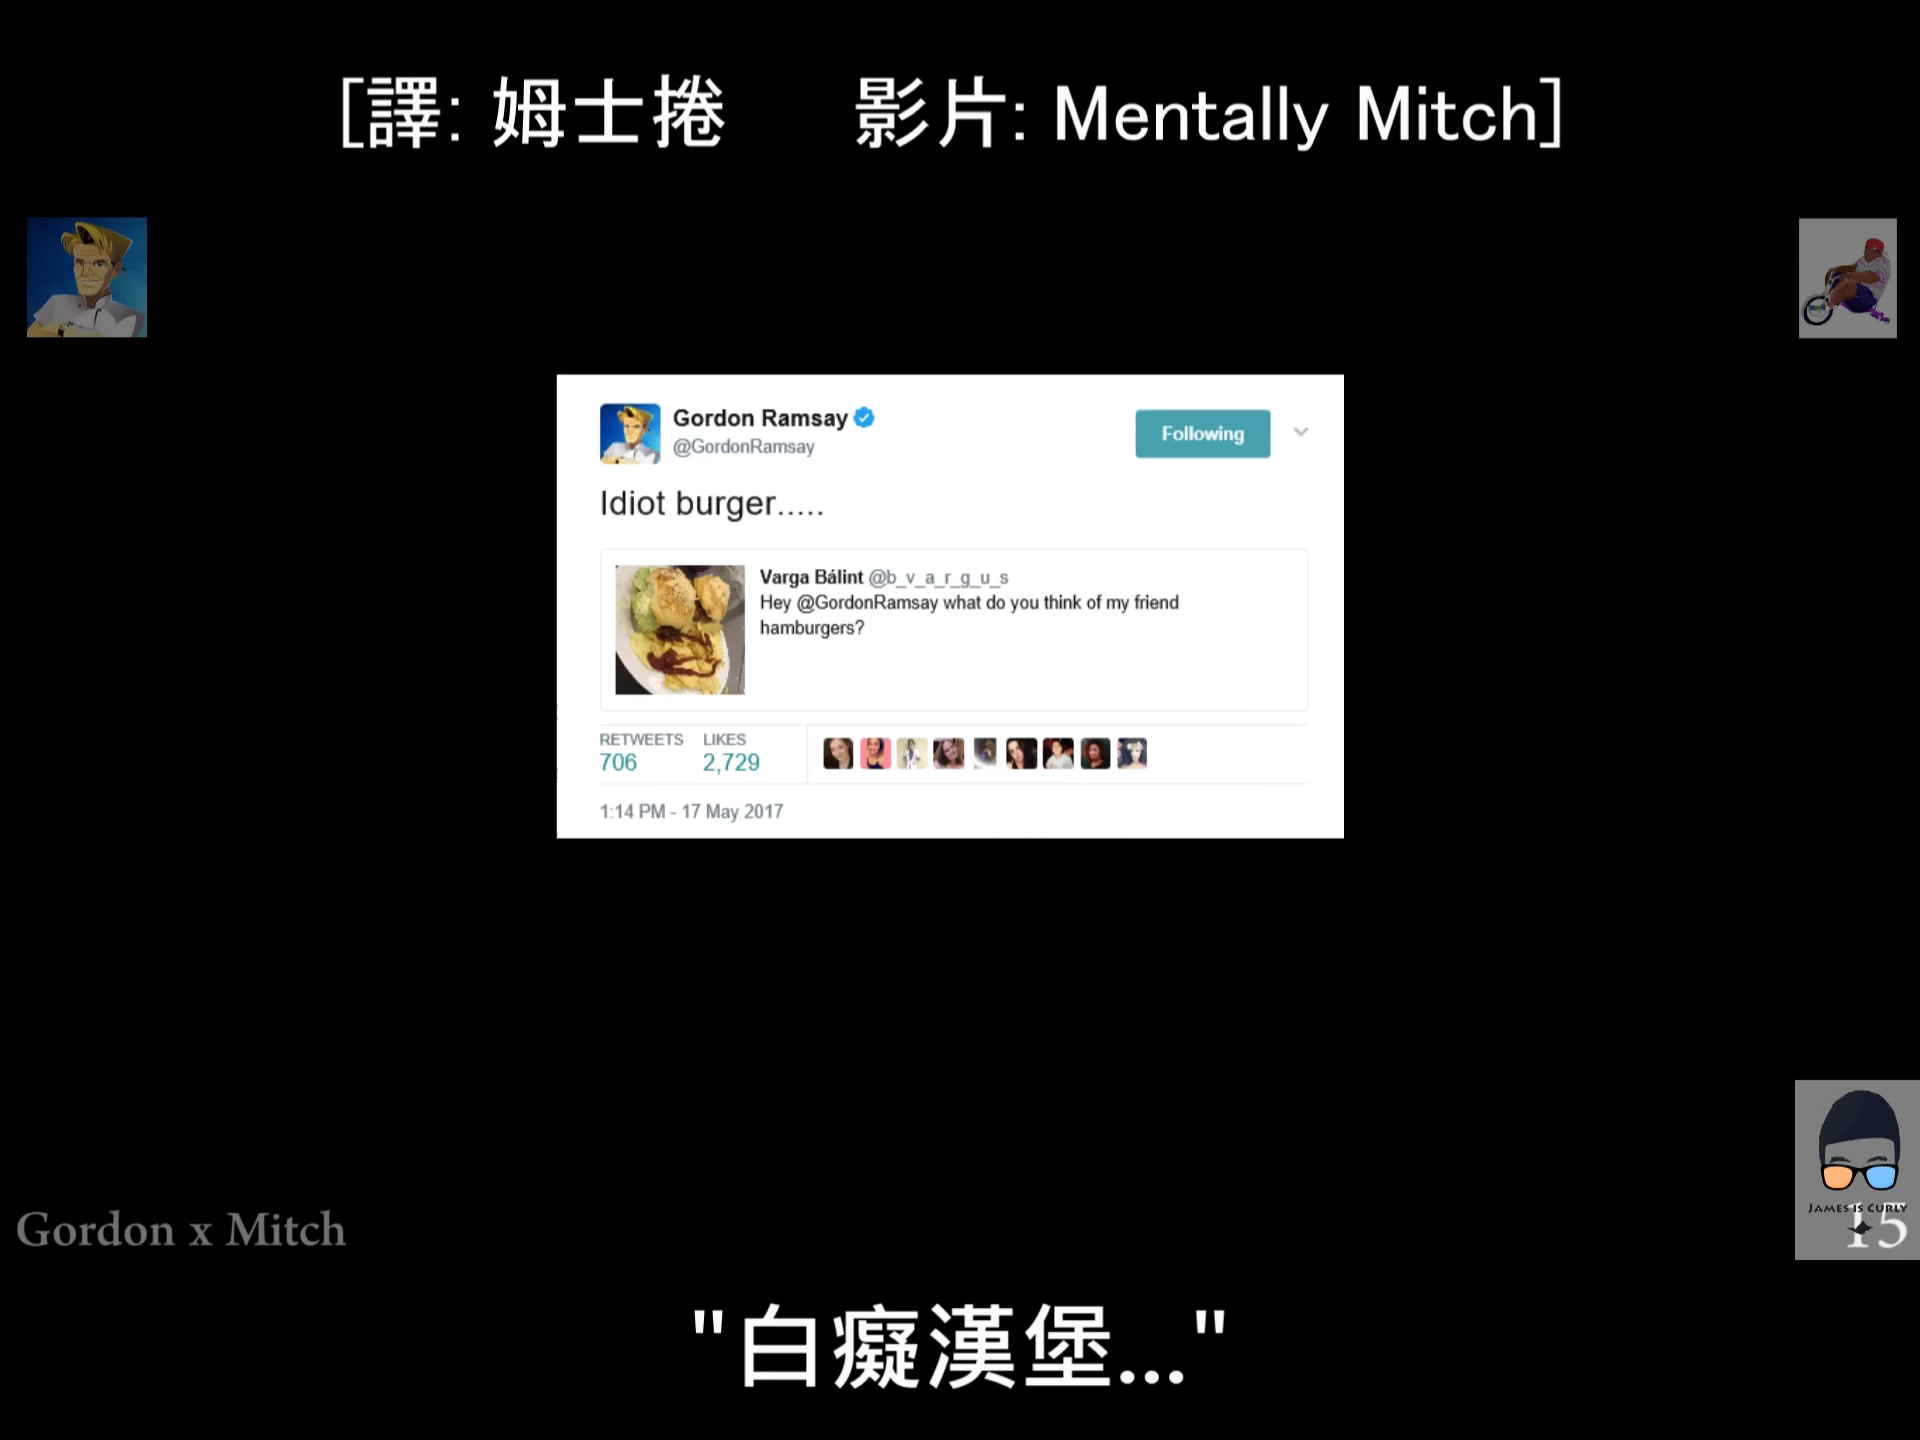 [譯: 姆士捲 影片: Mentally Mitch]
Gordon Ramsay
@GordonRamsay
Following
Idiot burger.....
Varga Bálint @b_v_a_r_g_u_s
Hey @GordonRamsay what do you think of my friend
hamburgers?
RETWEETS LIKES
706 2,729
1:14 PM - 17 May 2017
JAMES IS CURLY
Gordon x Mitch
15
"白癡漢堡..."